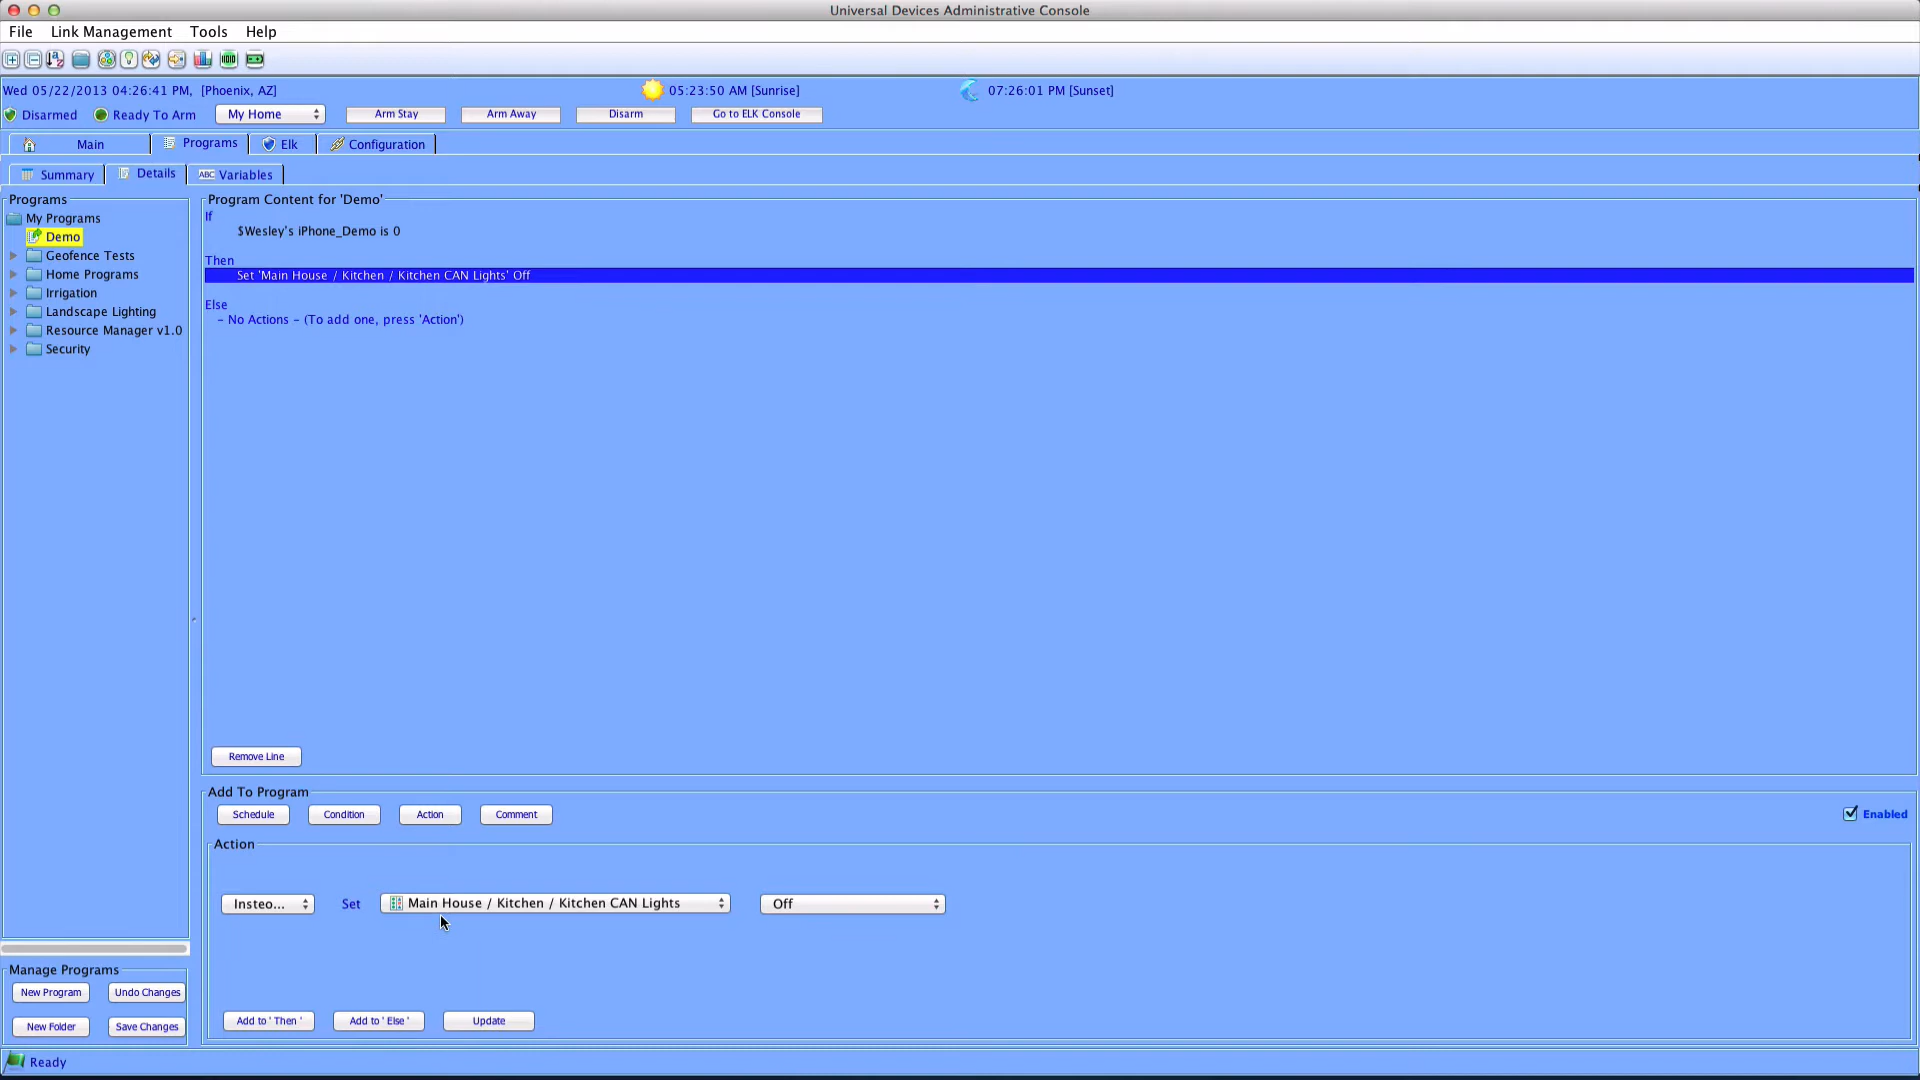 Universal Devices Administrative Console
File Link Management Tools Help
Wed 05/22/2013 04:26:41 PM, [Phoenix, AZ] 05:23:50 AM [Sunrise] 07:26:01 PM [Sunset]
Disarmed Ready To Arm My Home Arm Stay Arm Away Disarm Go to ELK Console
Main Programs Elk Configuration
Summary Details ABC Variables
Programs
My Programs
Demo
Geofence Tests
Home Programs
Irrigation
Landscape Lighting
Resource Manager v1.0
Security
Program Content for 'Demo'
If
$Wesley's iPhone_Demo is 0
Then
Set 'Main House / Kitchen / Kitchen CAN Lights' Off
Else
– No Actions – (To add one, press 'Action')
Remove Line
Add To Program
Schedule Condition Action Comment Enabled
Action
Insteo... Set Main House / Kitchen / Kitchen CAN Lights Off
Add to ' Then ' Add to ' Else ' Update
Manage Programs
New Program Undo Changes
New Folder Save Changes
Ready